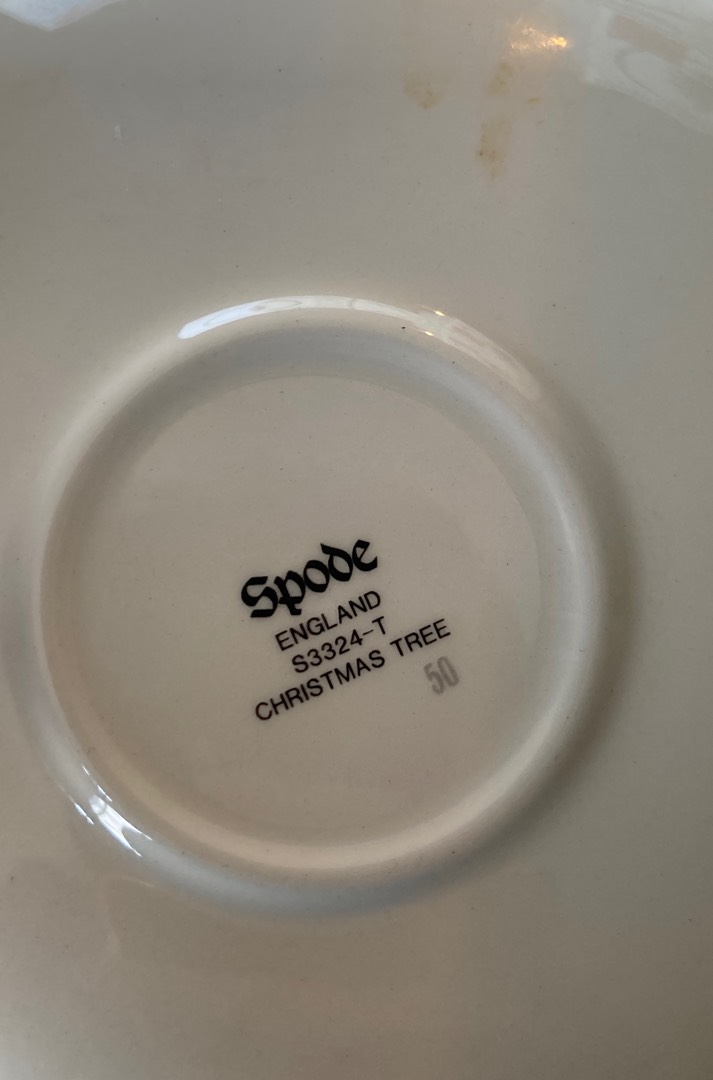 Spode
ENGLAND
S3324-T
CHRISTMAS TREE
50